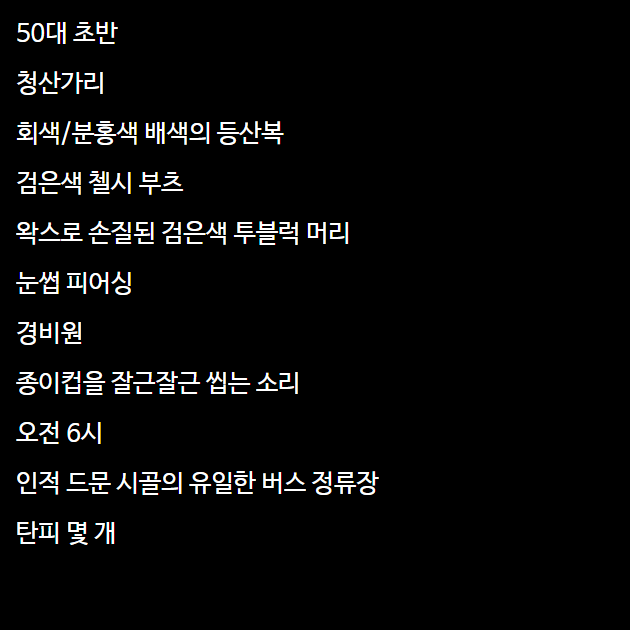 50대 초반
청산가리
회색/분홍색 배색의 등산복
검은색 첼시 부츠
왁스로 손질된 검은색 투블럭 머리
눈썹 피어싱
경비원
종이컵을 잘근잘근 씹는 소리
오전 6시
인적 드문 시골의 유일한 버스 정류장
탄피 몇 개